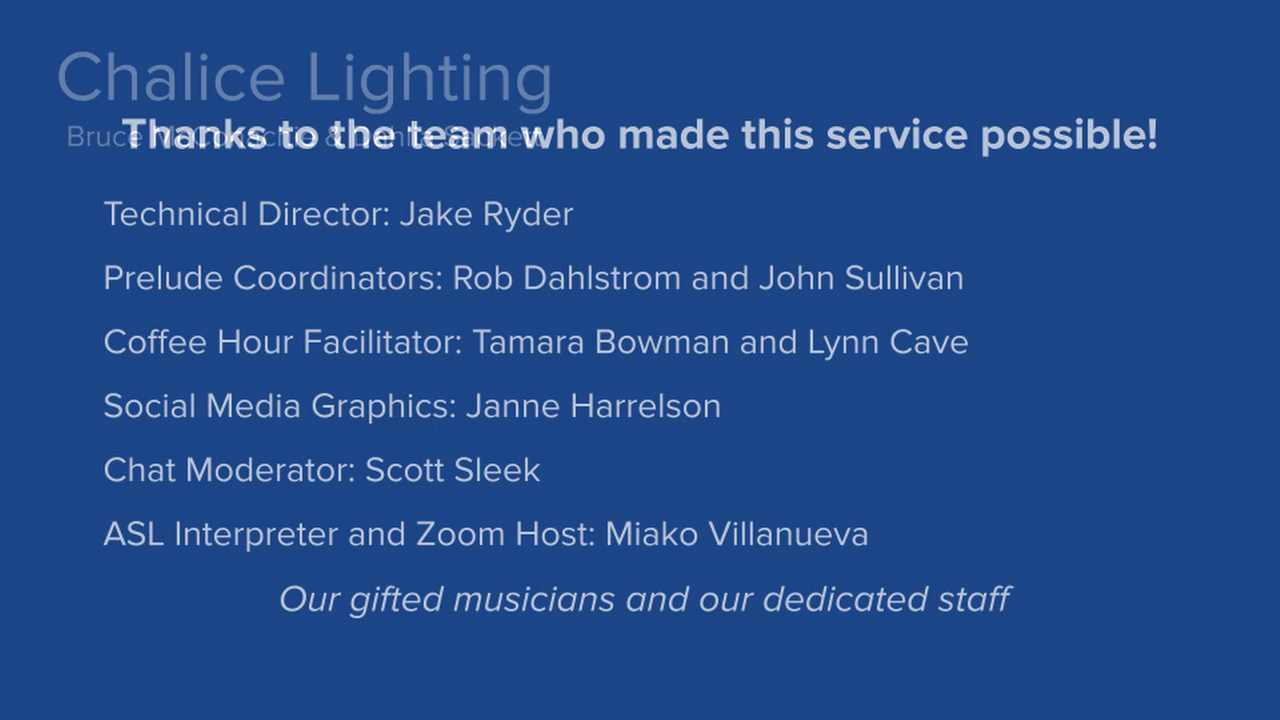 Chalice Lighting
Bruce
Thanks to the team who made this service possible!
Technical Director: Jake Ryder
Prelude Coordinators: Rob Dahlstrom and John Sullivan
Coffee Hour Facilitator: Tamara Bowman and Lynn Cave
Social Media Graphics: Janne Harrelson
Chat Moderator: Scott Sleek
ASL Interpreter and Zoom Host: Miako Villanueva
Our gifted musicians and our dedicated staff